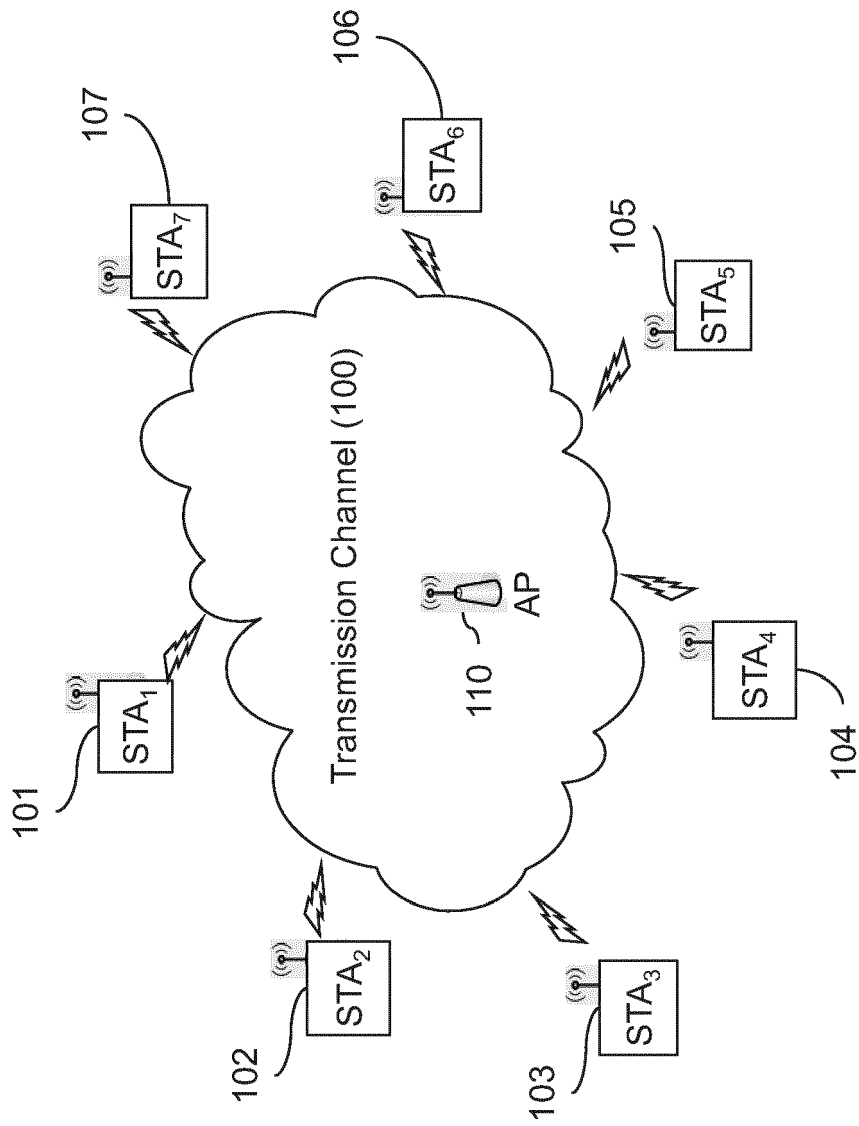 101
STA₁
107
STA₇
102
STA₂
106
STA₆
Transmission Channel (100)
110
AP
103
STA₃
104
STA₄
105
STA₅